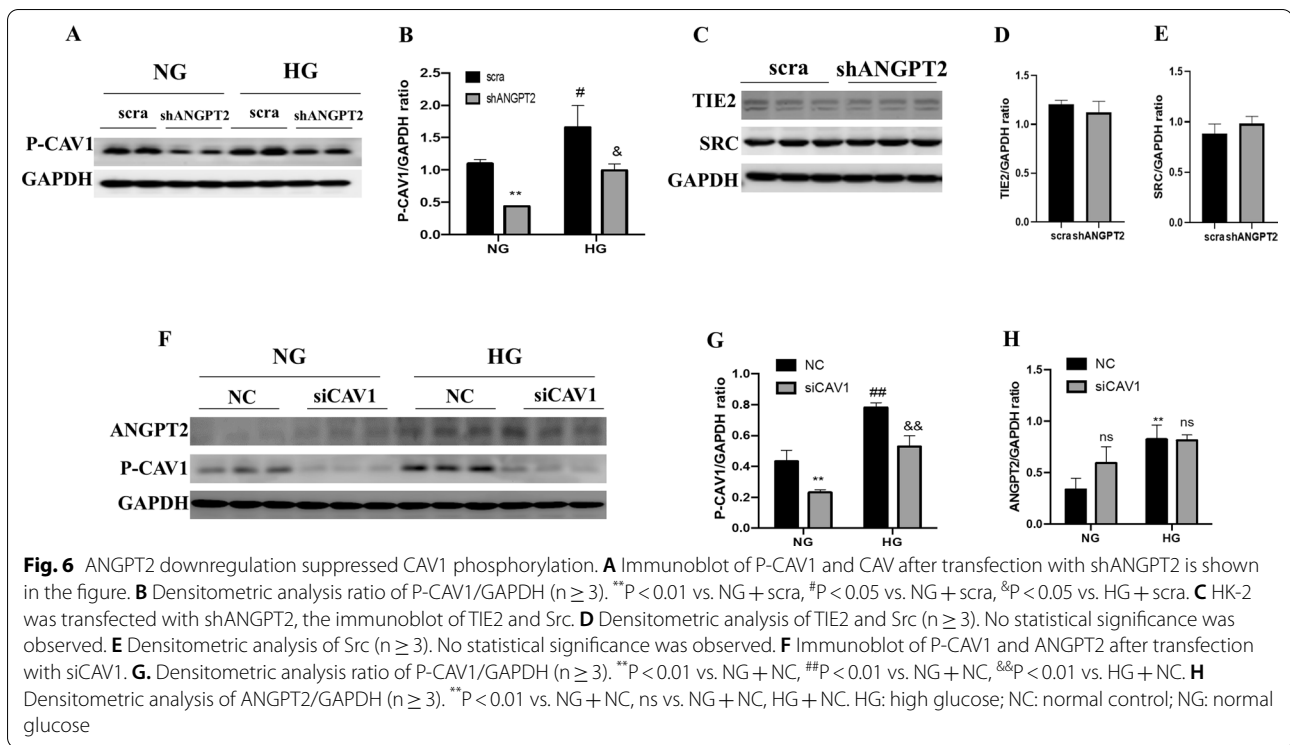 A
NG HG
scra shANGPT2 scra shANGPT2
P-CAV1
GAPDH
B
scra
shANGPT2
P-CAV1/GAPDH ratio
2.5
2.0
1.5
1.0
0.5
0.0
**
#
&
NG HG
C
scra shANGPT2
TIE2
SRC
GAPDH
D
TIE2/GAPDH ratio
1.5
1.0
0.5
0.0
scra shANGPT2
E
SRC/GAPDH ratio
1.5
1.0
0.5
0.0
scra shANGPT2
F
NG HG
NC siCAV1 NC siCAV1
ANGPT2
P-CAV1
GAPDH
G
NC
siCAV1
P-CAV1/GAPDH ratio
1.0
0.8
0.6
0.4
0.2
0.0
**
##
&&
NG HG
H
NC
siCAV1
ANGPT2/GAPDH ratio
1.5
1.0
0.5
0.0
ns
**
ns
NG HG
Fig. 6 ANGPT2 downregulation suppressed CAV1 phosphorylation. A Immunoblot of P-CAV1 and CAV after transfection with shANGPT2 is shown
in the figure. B Densitometric analysis ratio of P-CAV1/GAPDH (n ≥ 3). **P < 0.01 vs. NG + scra, #P < 0.05 vs. NG + scra, &P < 0.05 vs. HG + scra. C HK-2
was transfected with shANGPT2, the immunoblot of TIE2 and Src. D Densitometric analysis of TIE2 and Src (n ≥ 3). No statistical significance was
observed. E Densitometric analysis of Src (n ≥ 3). No statistical significance was observed. F Immunoblot of P-CAV1 and ANGPT2 after transfection
with siCAV1. G. Densitometric analysis ratio of P-CAV1/GAPDH (n ≥ 3). **P < 0.01 vs. NG + NC, ##P < 0.01 vs. NG + NC, &&P < 0.01 vs. HG + NC. H
Densitometric analysis of ANGPT2/GAPDH (n ≥ 3). **P < 0.01 vs. NG + NC, ns vs. NG + NC, HG + NC. HG: high glucose; NC: normal control; NG: normal
glucose